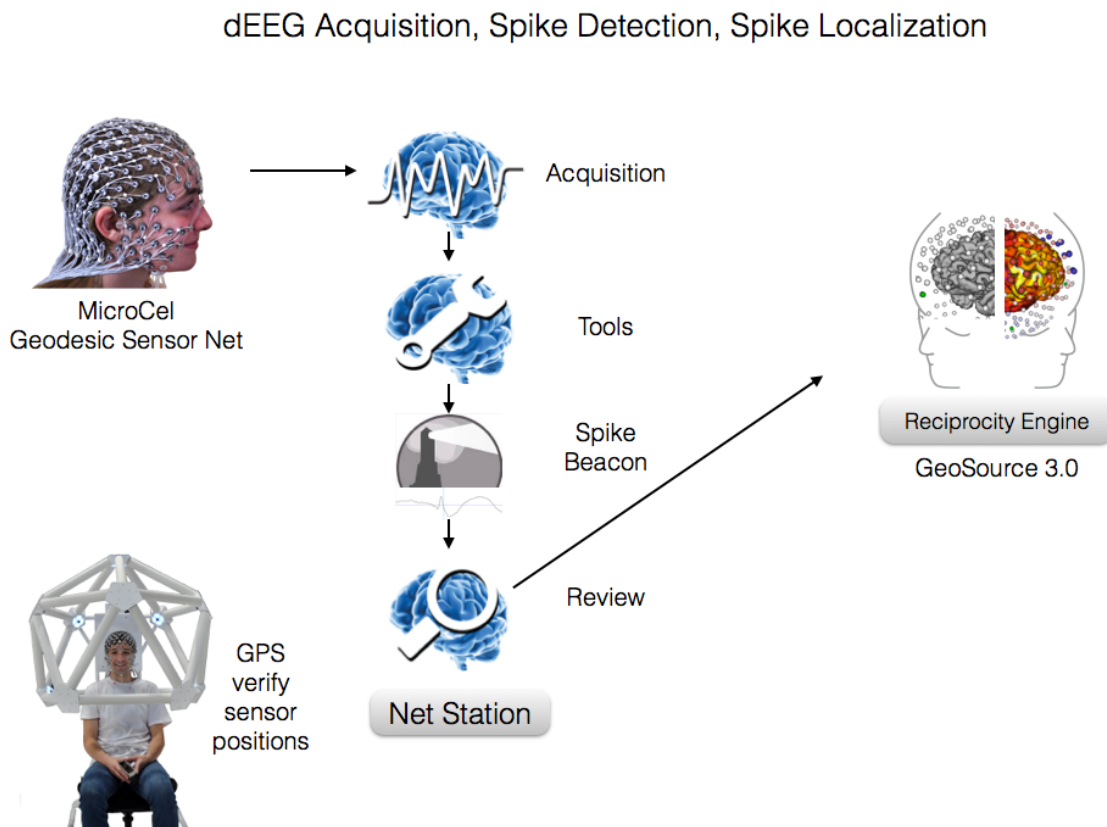 dEEG Acquisition, Spike Detection, Spike Localization
MicroCel
Geodesic Sensor Net
Acquisition
Tools
Spike
Beacon
Review
Net Station
GPS
verify
sensor
positions
Reciprocity Engine
GeoSource 3.0